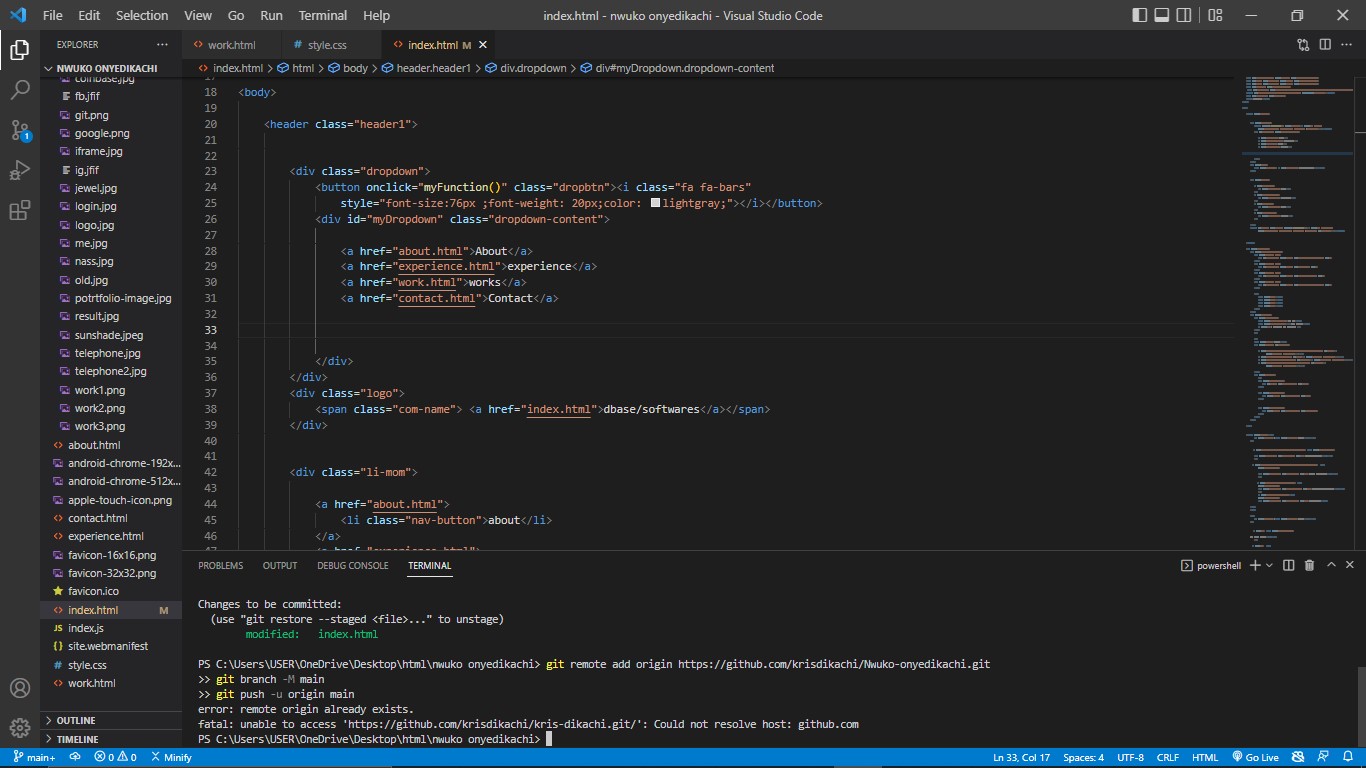 File Edit Selection View Go Run Terminal Help index.html - nwuko onyedikachi - Visual Studio Code
EXPLORER ··· work.html # style.css index.html M
NWUKO ONYEDIKACHI
index.html > html > body > header.header1 > div.dropdown > div#myDropdown.dropdown-content
coinbase.jpg
fb.jfif
git.png
google.png
iframe.jpg
ig.jfif
jewel.jpg
login.jpg
logo.jpg
me.jpg
nass.jpg
old.jpg
potrtfolio-image.jpg
result.jpg
sunshade.jpeg
telephone.jpg
telephone2.jpg
work1.png
work2.png
work3.png
about.html
android-chrome-192x...
android-chrome-512x...
apple-touch-icon.png
contact.html
experience.html
favicon-16x16.png
favicon-32x32.png
favicon.ico
index.html M
JS index.js
site.webmanifest
# style.css
work.html
OUTLINE
TIMELINE
17
18 <body>
19
20 <header class="header1">
21
22
23 <div class="dropdown">
24 <button onclick="myFunction()" class="dropbtn"><i class="fa fa-bars"
25 style="font-size:76px ;font-weight: 20px;color: lightgray;"></i></button>
26 <div id="myDropdown" class="dropdown-content">
27
28 <a href="about.html">About</a>
29 <a href="experience.html">experience</a>
30 <a href="work.html">works</a>
31 <a href="contact.html">Contact</a>
32
33
34
35 </div>
36 </div>
37 <div class="logo">
38 <span class="com-name"> <a href="index.html">dbase/softwares</a></span>
39 </div>
40
41
42 <div class="li-mom">
43
44 <a href="about.html">
45 <li class="nav-button">about</li>
46 </a>
47 <a href="experience.html">
PROBLEMS OUTPUT DEBUG CONSOLE TERMINAL powershell
Changes to be committed:
(use "git restore --staged <file>..." to unstage)
modified: index.html
PS C:\Users\USER\OneDrive\Desktop\html\nwuko onyedikachi> git remote add origin https://github.com/krisdikachi/Nwuko-onyedikachi.git
>> git branch -M main
>> git push -u origin main
error: remote origin already exists.
fatal: unable to access 'https://github.com/krisdikachi/kris-dikachi.git/': Could not resolve host: github.com
PS C:\Users\USER\OneDrive\Desktop\html\nwuko onyedikachi>
1
main+ 0 0 Minify Ln 33, Col 17 Spaces: 4 UTF-8 CRLF HTML Go Live